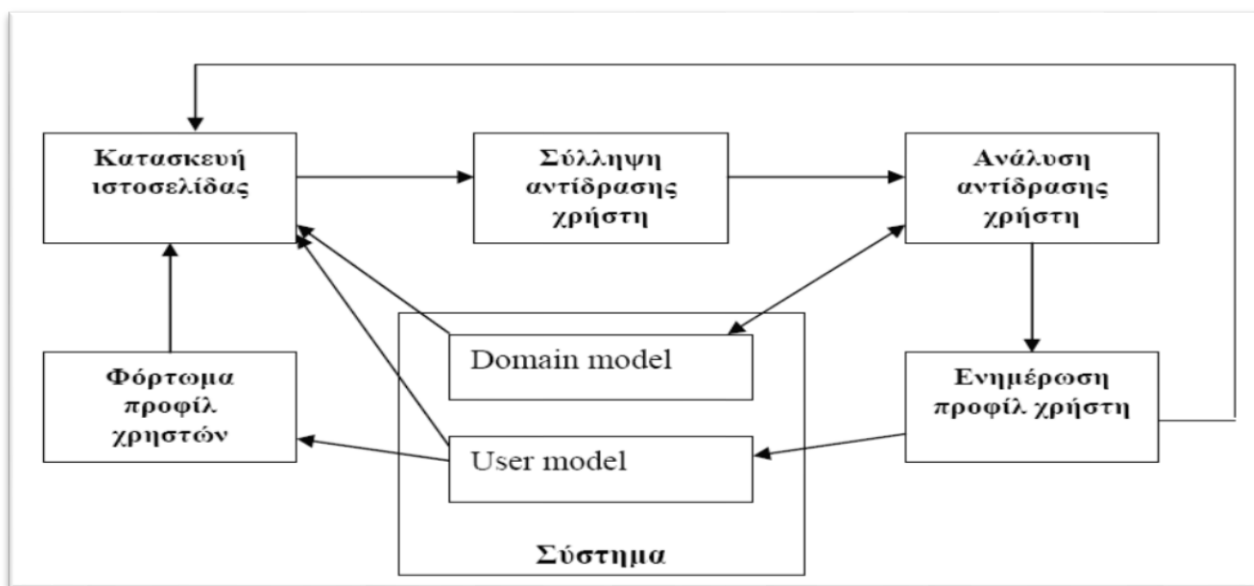 Κατασκευή
ιστοσελίδας
Σύλληψη
αντίδρασης
χρήστη
Ανάλυση
αντίδρασης
χρήστη
Domain model
Φόρτωμα
προφίλ
χρηστών
Ενημέρωση
προφίλ χρήστη
User model
Σύστημα